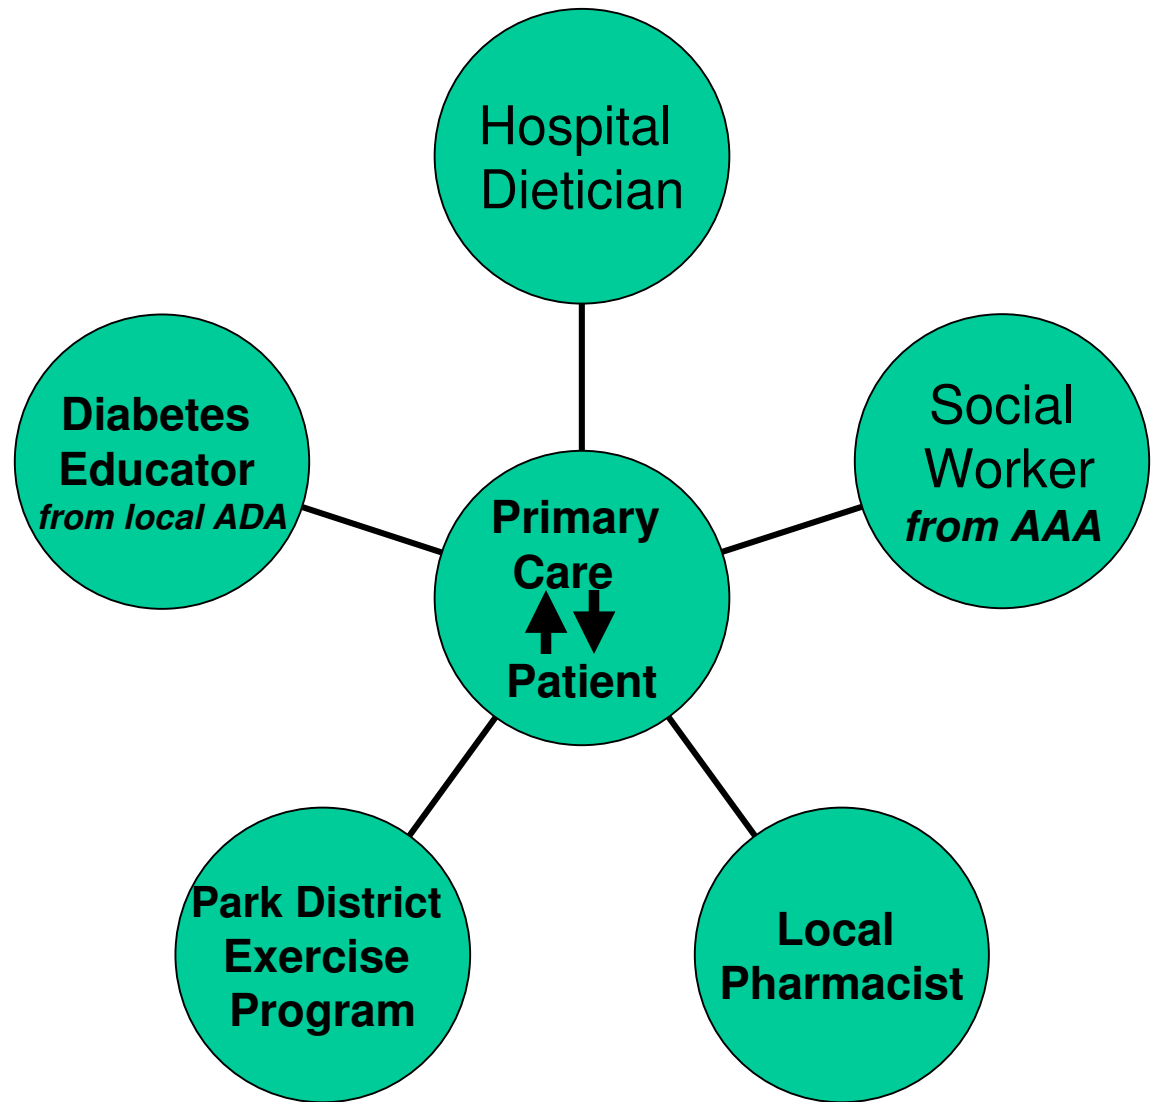 Hospital
Dietician
Diabetes
Educator
from local ADA
Social
Worker
from AAA
Primary
Care
Patient
Park District
Exercise
Program
Local
Pharmacist